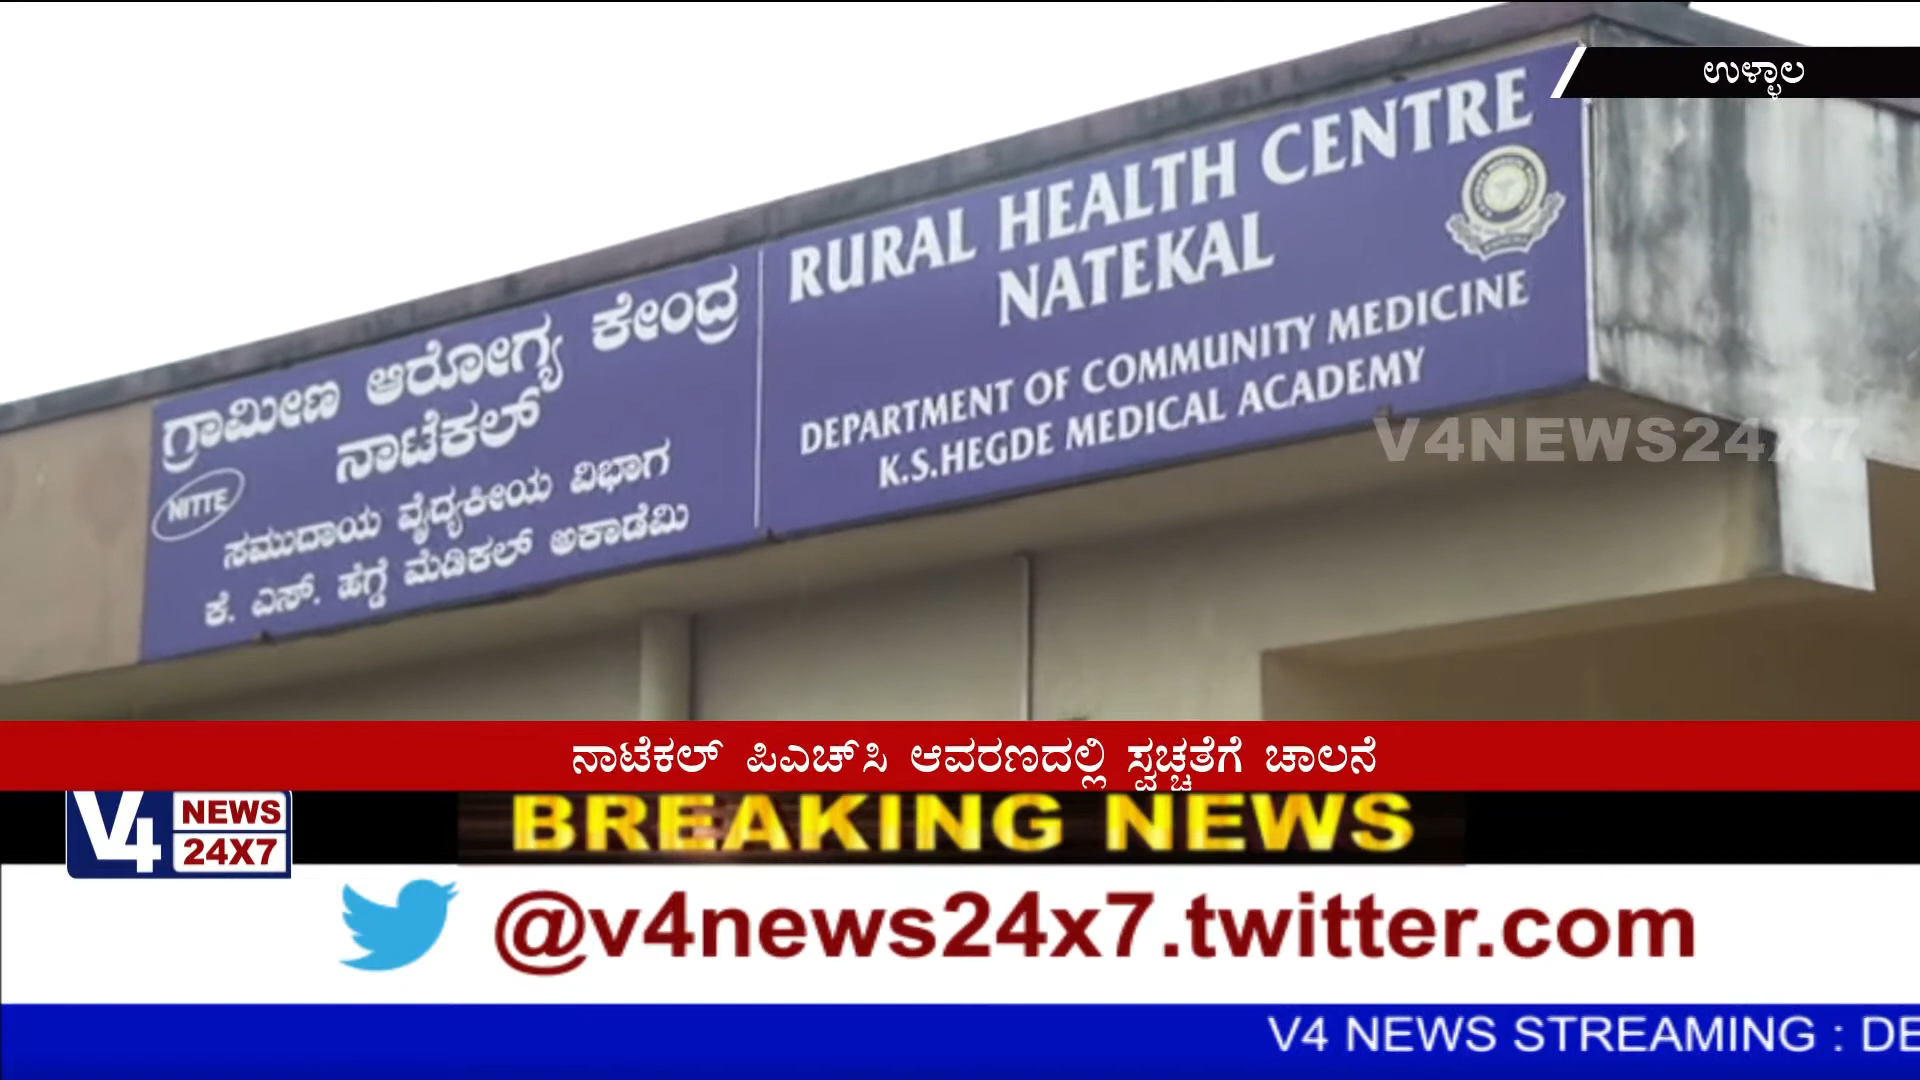 ಉಳ್ಳಾಲ
RURAL HEALTH CENTRE
NATEKAL
DEPARTMENT OF COMMUNITY MEDICINE
K.S.HEGDE MEDICAL ACADEMY
ಗ್ರಾಮೀಣ ಆರೋಗ್ಯ ಕೇಂದ್ರ
ನಾಟೆಕಲ್
NITTE
ಸಮುದಾಯ ವೈದ್ಯಕೀಯ ವಿಭಾಗ
ಕೆ. ಎಸ್. ಹೆಗ್ಡೆ ಮೆಡಿಕಲ್ ಅಕಾಡೆಮಿ
V4NEWS24X7
ನಾಟೆಕಲ್ ಪಿಎಚ್‌ಸಿ ಆವರಣದಲ್ಲಿ ಸ್ವಚ್ಚತೆಗೆ ಚಾಲನೆ
V4 NEWS
24X7
BREAKING NEWS
@v4news24x7.twitter.com
V4 NEWS STREAMING : DE